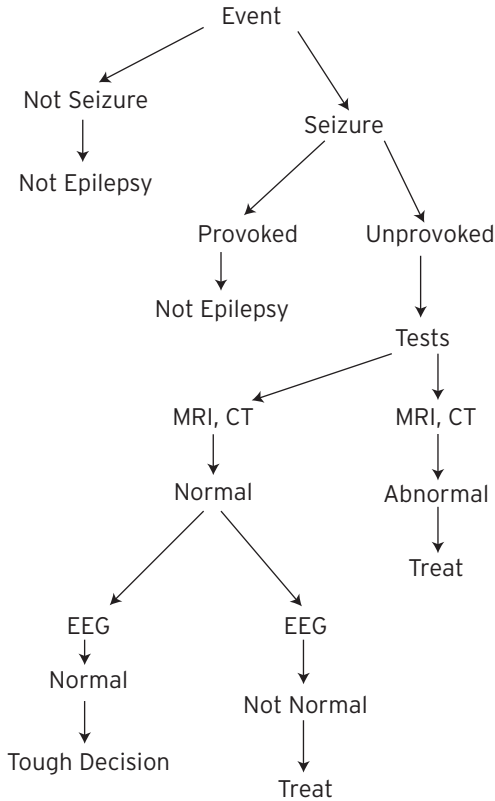 Event
Not Seizure
Seizure
Not Epilepsy
Provoked
Unprovoked
Not Epilepsy
Tests
MRI, CT
MRI, CT
Normal
Abnormal
Treat
EEG
EEG
Normal
Not Normal
Tough Decision
Treat